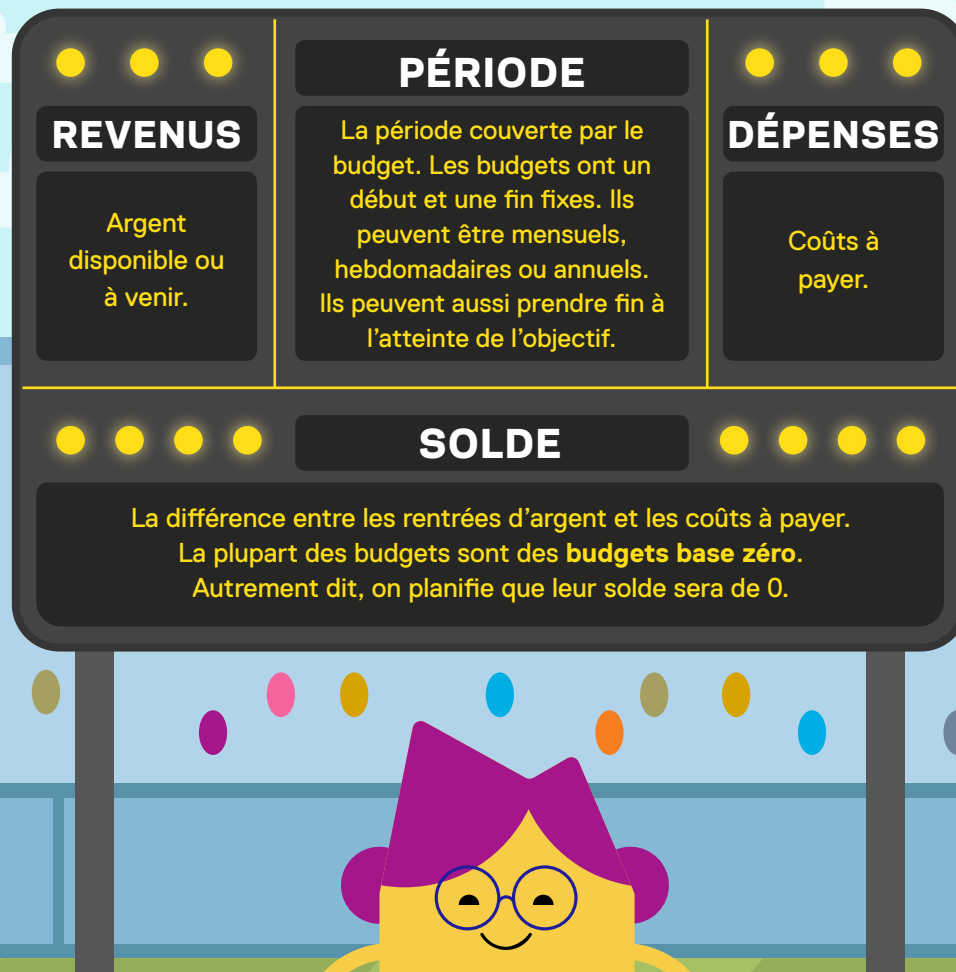 REVENUS
Argent
disponible ou
à venir.
PÉRIODE
La période couverte par le
budget. Les budgets ont un
début et une fin fixes. Ils
peuvent être mensuels,
hebdomadaires ou annuels.
Ils peuvent aussi prendre fin à
l’atteinte de l’objectif.
DÉPENSES
Coûts à
payer.
SOLDE
La différence entre les rentrées d’argent et les coûts à payer.
La plupart des budgets sont des budgets base zéro.
Autrement dit, on planifie que leur solde sera de 0.